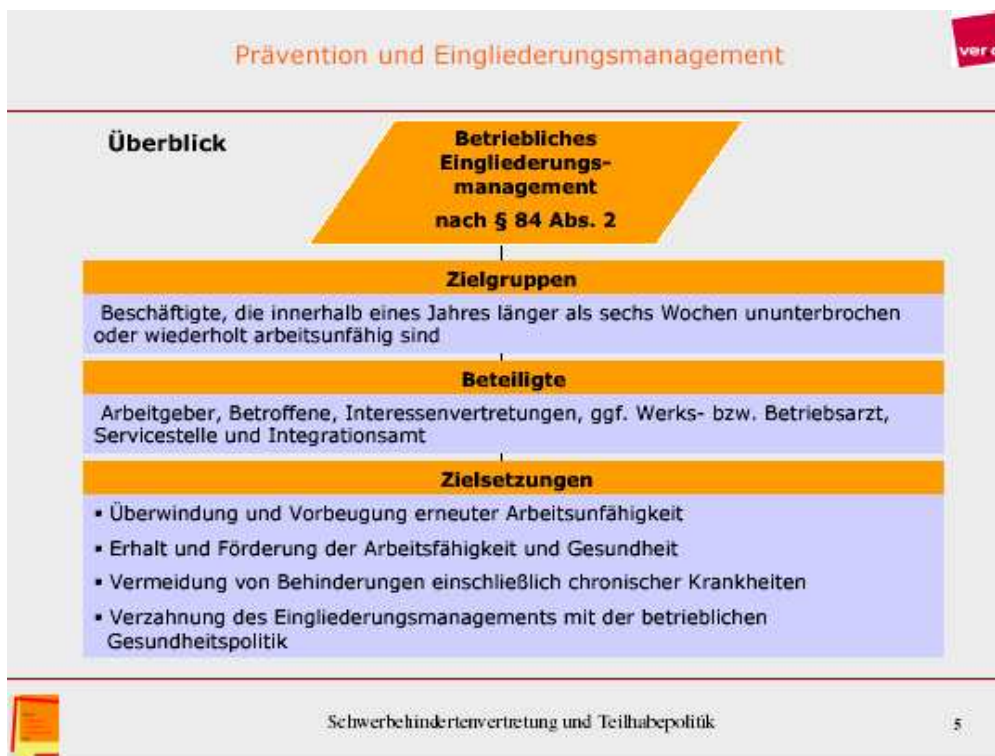 Prävention und Eingliederungsmanagement
ver
Überblick
Betriebliches
Eingliederungs-
management
nach § 84 Abs. 2
Zielgruppen
Beschäftigte, die innerhalb eines Jahres länger als sechs Wochen ununterbrochen
oder wiederholt arbeitsunfähig sind
Beteiligte
Arbeitgeber, Betroffene, Interessenvertretungen, ggf. Werks- bzw. Betriebsarzt,
Servicestelle und Integrationsamt
Zielsetzungen
▪ Überwindung und Vorbeugung erneuter Arbeitsunfähigkeit
▪ Erhalt und Förderung der Arbeitsfähigkeit und Gesundheit
▪ Vermeidung von Behinderungen einschließlich chronischer Krankheiten
▪ Verzahnung des Eingliederungsmanagements mit der betrieblichen
Gesundheitspolitik
Schwerbehindertenvertretung und Teilhabepolitik
5